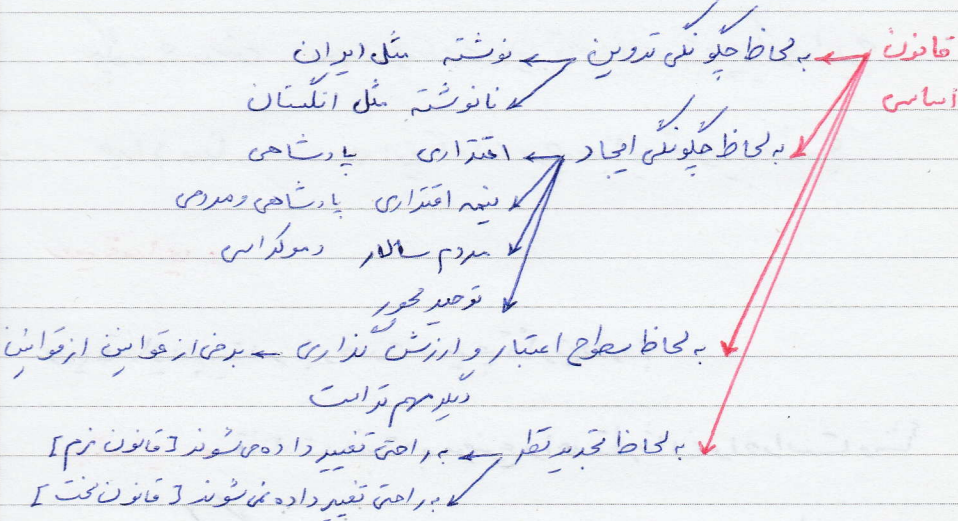 قانون ← به لحاظ چگونگی تدوین ← نوشته مثل ایران
اساسی نانوشته مثل انگلستان
به لحاظ چگونگی ایجاد ← اقتداری پادشاهی
نیمه اقتداری پادشاهی و مردمی
مردم سالار دموکراسی
توحید محور
به لحاظ سطوح اعتبار و ارزش گذاری ← برخی از قوانین از قوانین
دیگر مهم تر است
به لحاظ تجدید نظر ← به راحتی تغییر داده می شوند [قانون نرم]
به راحتی تغییر داده نمی شوند [قانون سخت]